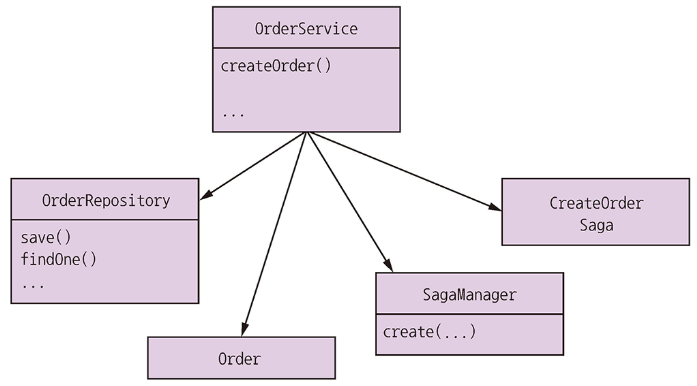 OrderService
createOrder()
...
OrderRepository
save()
findOne()
...
CreateOrder
Saga
SagaManager
create(...)
Order